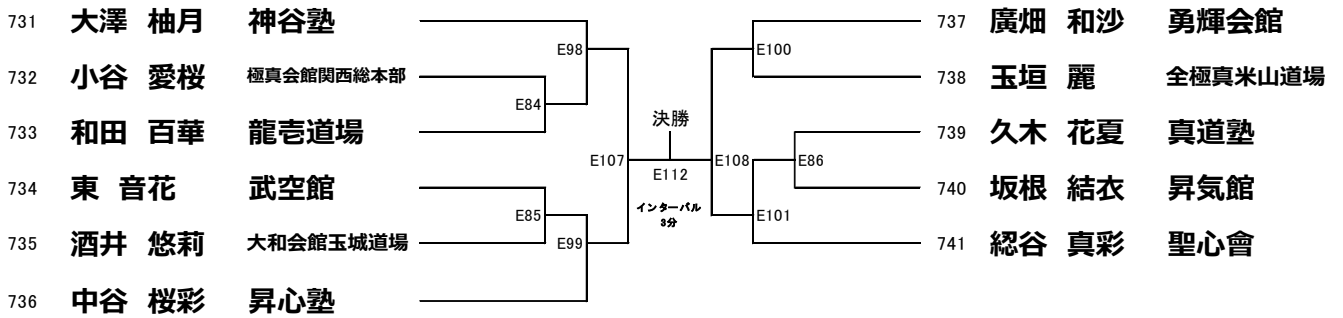 731 大澤 柚月 神谷塾
732 小谷 愛桜 極真会館関西総本部
733 和田 百華 龍壱道場
734 東 音花 武空館
735 酒井 悠莉 大和会館玉城道場
736 中谷 桜彩 昇心塾
E98
E84
E107
E85
E99
決勝
E112
インターバル
3分
E100
E108
E86
E101
737 廣畑 和沙 勇輝会館
738 玉垣 麗 全極真米山道場
739 久木 花夏 真道塾
740 坂根 結衣 昇気館
741 綛谷 真彩 聖心會